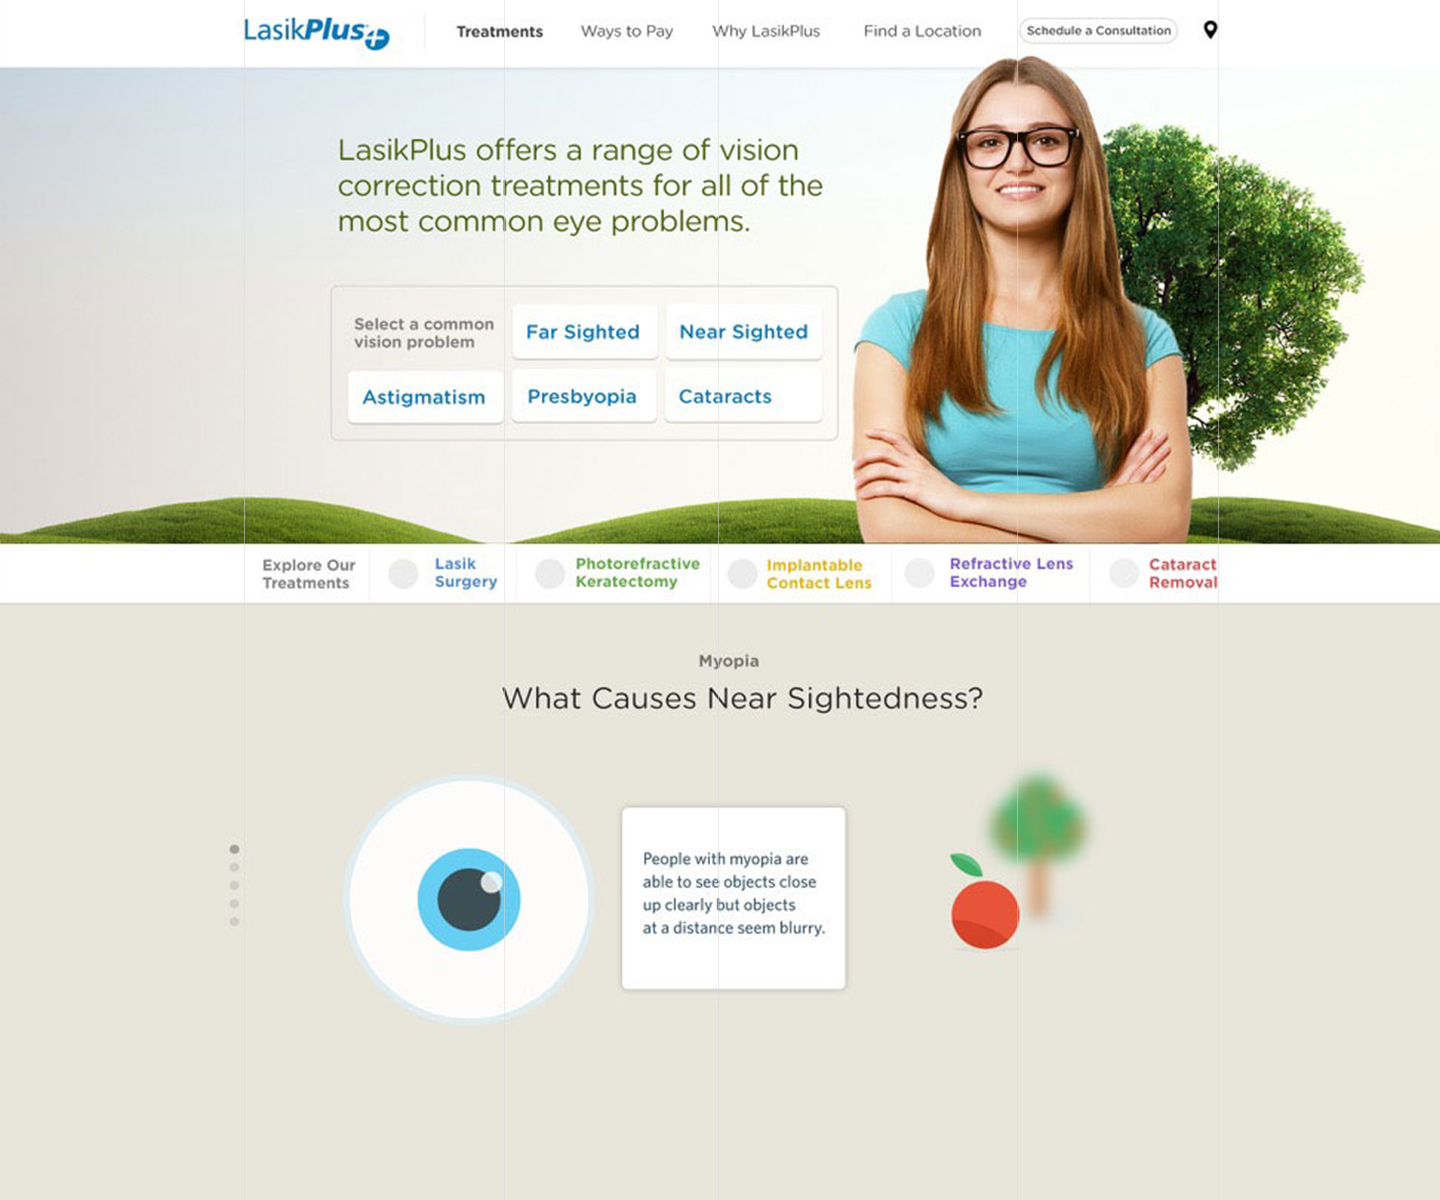 LasikPlus+
Treatments
Ways to Pay
Why LasikPlus
Find a Location
Schedule a Consultation
LasikPlus offers a range of vision
correction treatments for all of the
most common eye problems.
Select a common
vision problem
Far Sighted
Near Sighted
Astigmatism
Presbyopia
Cataracts
Explore Our
Treatments
Lasik
Surgery
Photorefractive
Keratectomy
Implantable
Contact Lens
Refractive Lens
Exchange
Cataract
Removal
Myopia
What Causes Near Sightedness?
People with myopia are
able to see objects close
up clearly but objects
at a distance seem blurry.